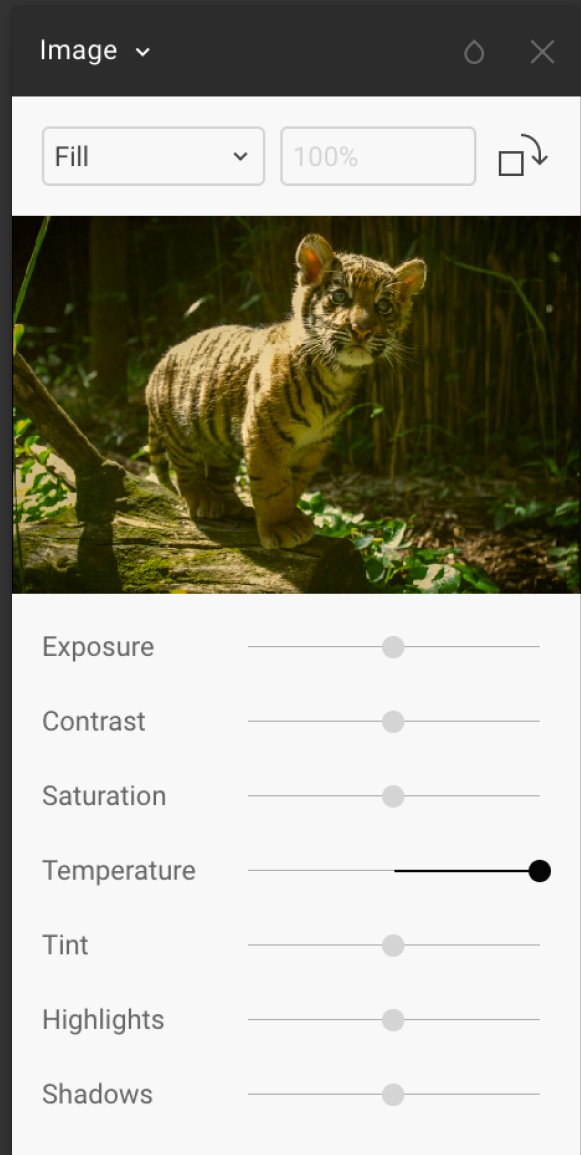 Image
Fill
100%
Exposure
Contrast
Saturation
Temperature
Tint
Highlights
Shadows